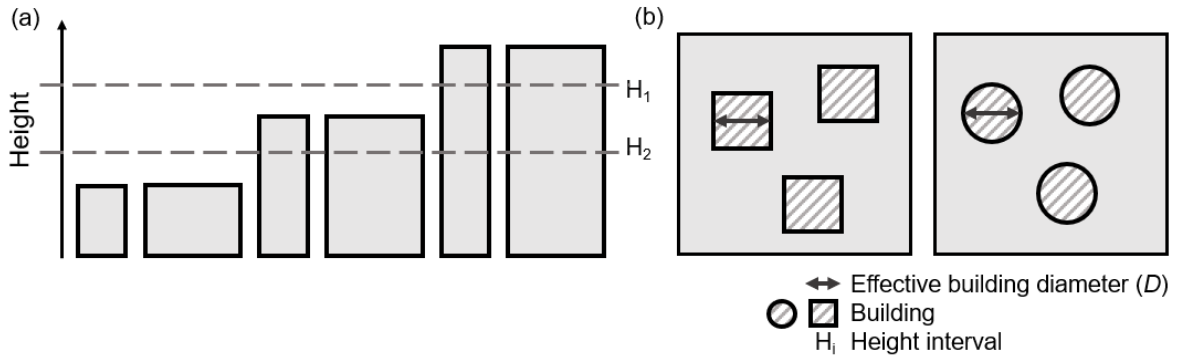 (a)
Height
H₁
H₂
(b)
Effective building diameter (D)
Building
Hᵢ Height interval